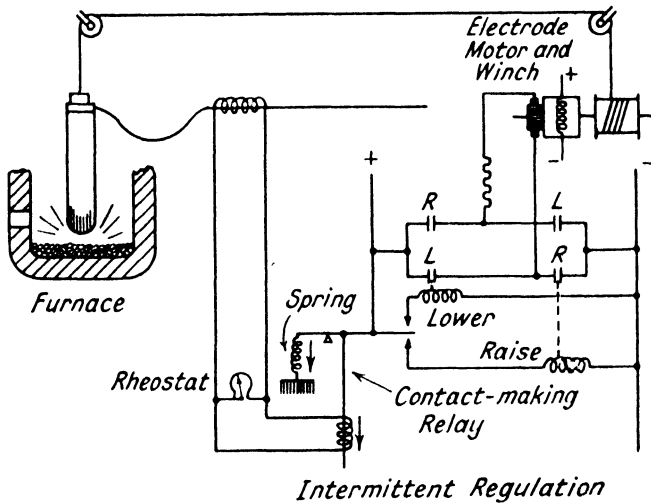 Electrode
Motor and
Winch
+
-
+
-
R
L
L
R
Furnace
Spring
Lower
Raise
Rheostat
Contact-making
Relay
Intermittent Regulation